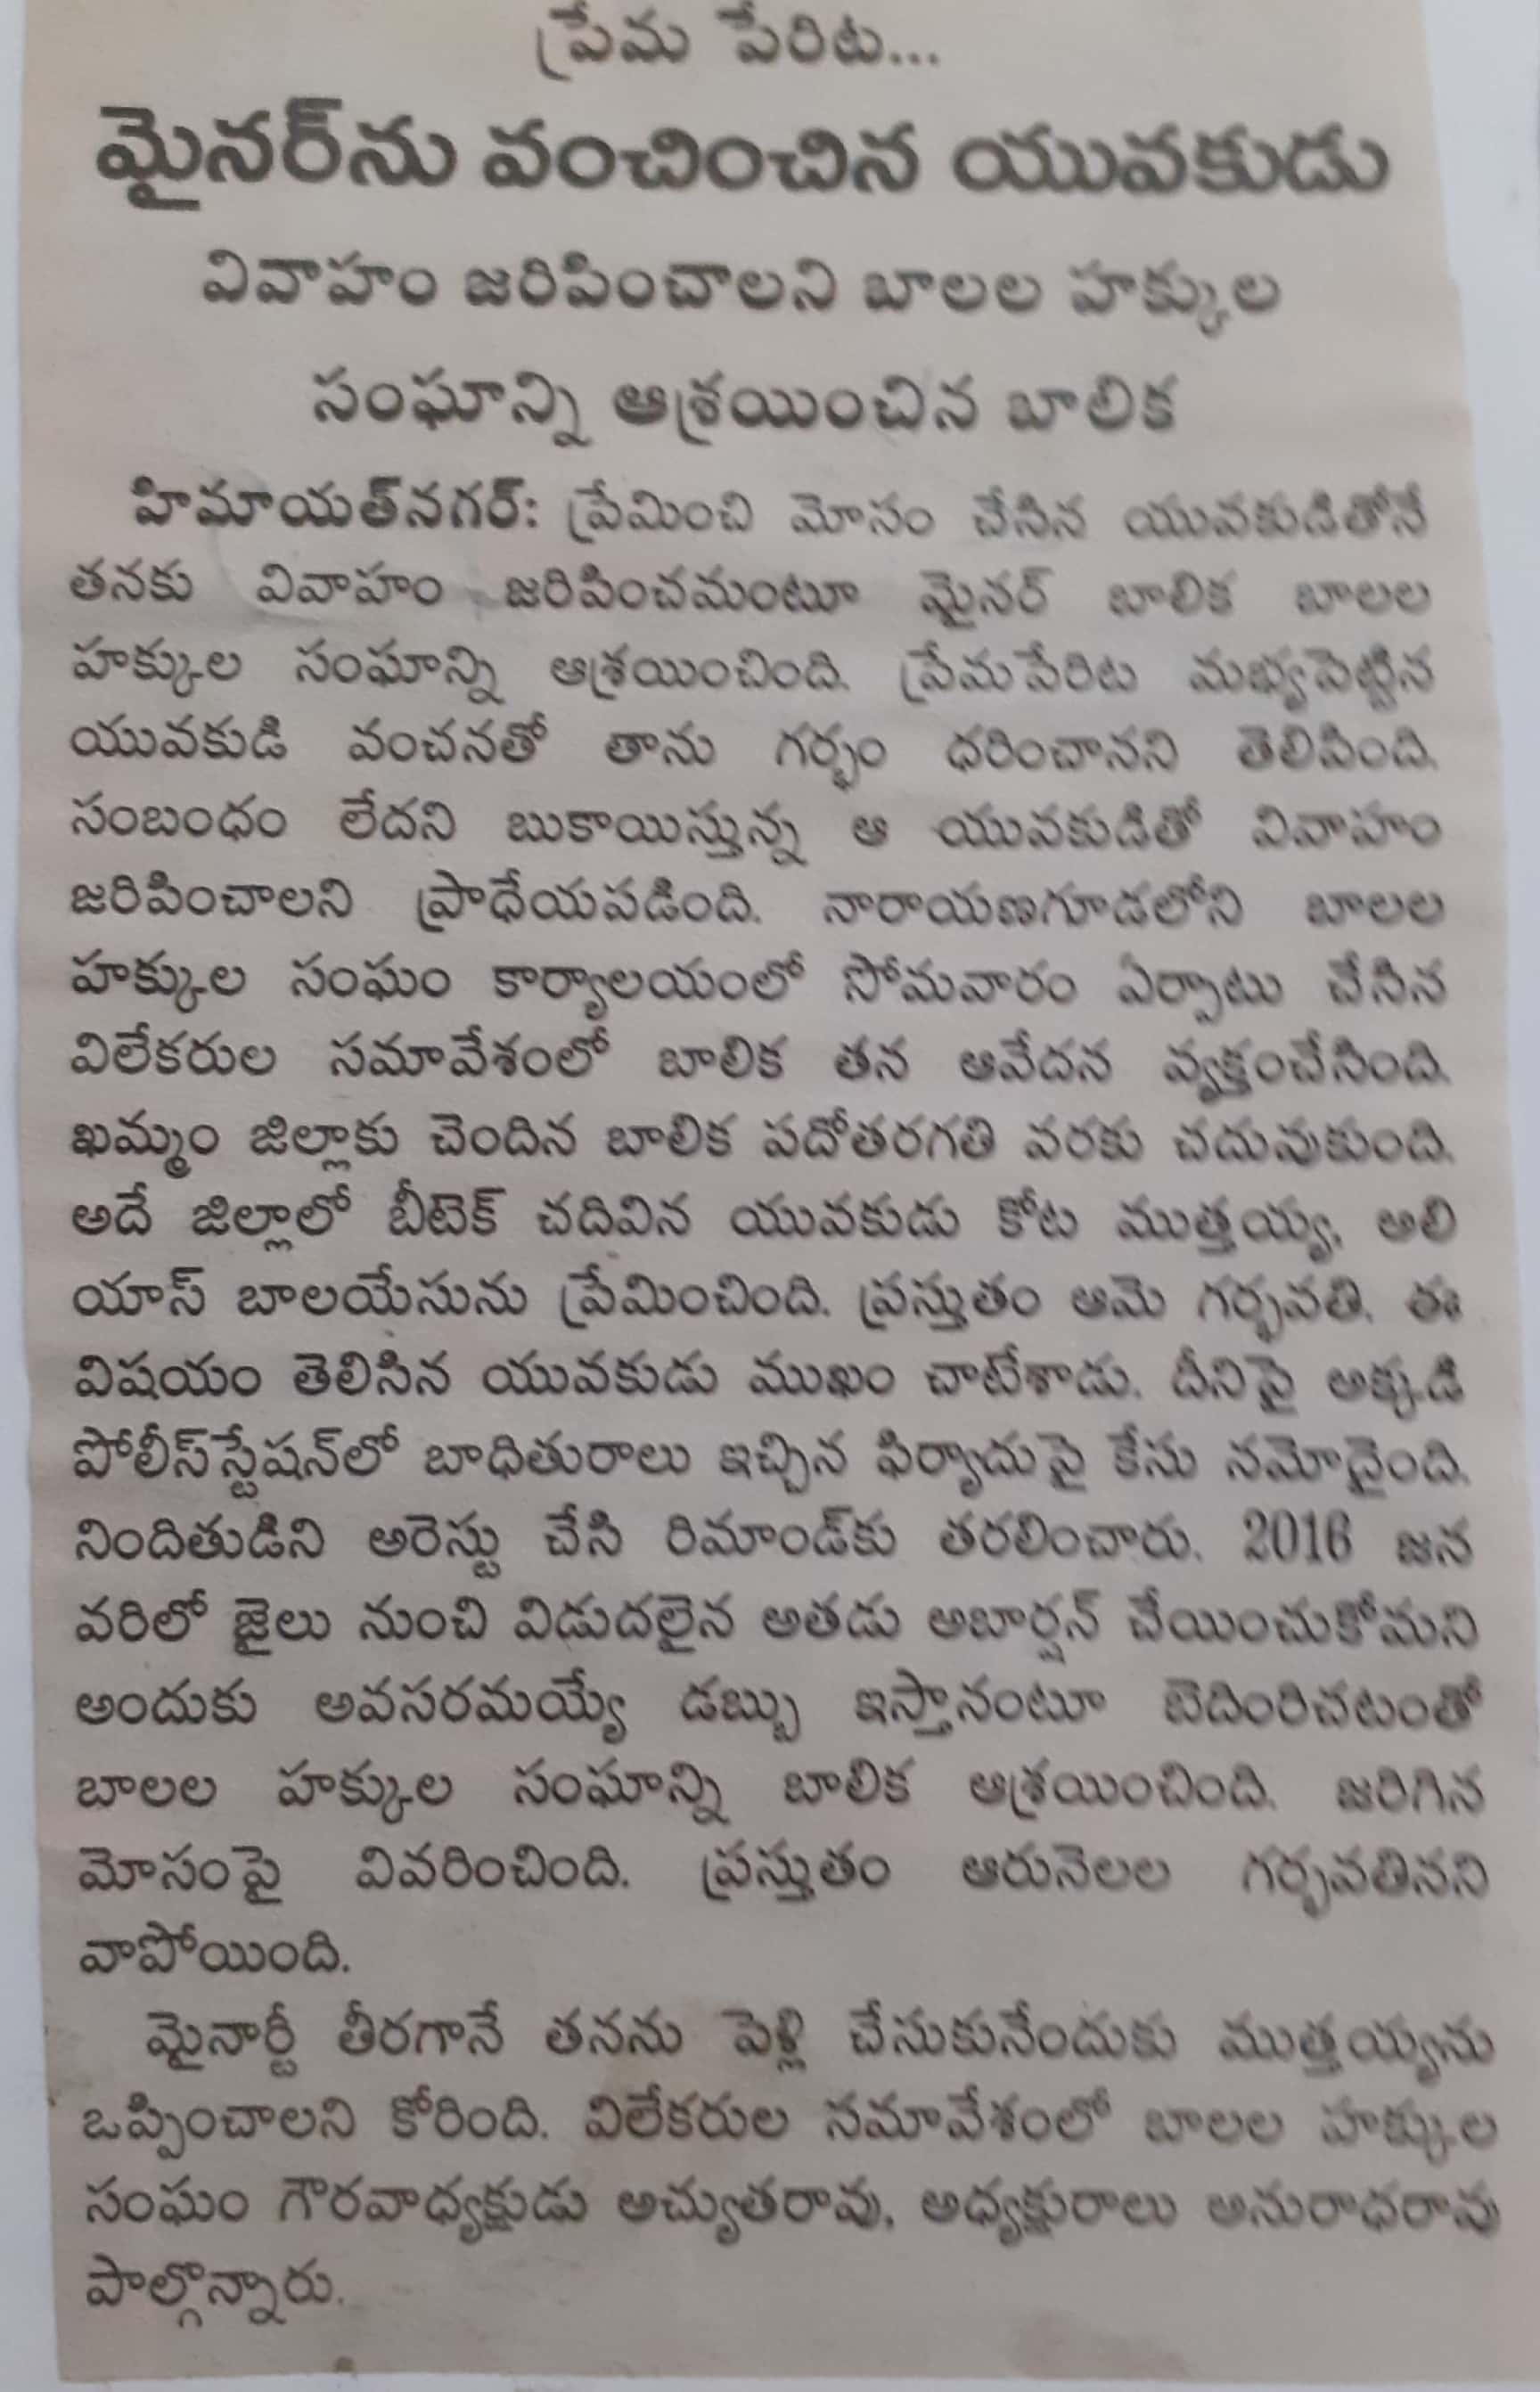 ప్రేమ పేరిట...
మైనర్‌ను వంచించిన యువకుడు
వివాహం జరిపించాలని బాలల హక్కుల
సంఘాన్ని ఆశ్రయించిన బాలిక
హిమాయత్‌నగర్: ప్రేమించి మోసం చేసిన యువకుడితోనే
తనకు వివాహం జరిపించమంటూ మైనర్ బాలిక బాలల
హక్కుల సంఘాన్ని ఆశ్రయించింది. ప్రేమపేరిట మభ్యపెట్టిన
యువకుడి వంచనతో తాను గర్భం ధరించానని తెలిపింది.
సంబంధం లేదని బుకాయిస్తున్న ఆ యువకుడితో వివాహం
జరిపించాలని ప్రాధేయపడింది. నారాయణగూడలోని బాలల
హక్కుల సంఘం కార్యాలయంలో సోమవారం ఏర్పాటు చేసిన
విలేకరుల సమావేశంలో బాలిక తన ఆవేదన వ్యక్తంచేసింది.
ఖమ్మం జిల్లాకు చెందిన బాలిక పదోతరగతి వరకు చదువుకుంది.
అదే జిల్లాలో బీటెక్ చదివిన యువకుడు కోట ముత్తయ్య, అలి
యాస్ బాలయేసును ప్రేమించింది. ప్రస్తుతం ఆమె గర్భవతి. ఈ
విషయం తెలిసిన యువకుడు ముఖం చాటేశాడు. దీనిపై అక్కడి
పోలీస్‌స్టేషన్‌లో బాధితురాలు ఇచ్చిన ఫిర్యాదుపై కేసు నమోదైంది.
నిందితుడిని అరెస్టు చేసి రిమాండ్‌కు తరలించారు. 2016 జన
వరిలో జైలు నుంచి విడుదలైన అతడు అబార్షన్ చేయించుకోమని
అందుకు అవసరమయ్యే డబ్బు ఇస్తానంటూ బెదింరిచటంతో
బాలల హక్కుల సంఘాన్ని బాలిక ఆశ్రయించింది. జరిగిన
మోసంపై వివరించింది. ప్రస్తుతం ఆరునెలల గర్భవతినని
వాపోయింది.
మైనార్టీ తీరగానే తనను పెళ్లి చేసుకునేందుకు ముత్తయ్యను
ఒప్పించాలని కోరింది. విలేకరుల సమావేశంలో బాలల హక్కుల
సంఘం గౌరవాధ్యక్షుడు అచ్యుతరావు, అధ్యక్షురాలు అనురాధరావు
పాల్గొన్నారు.